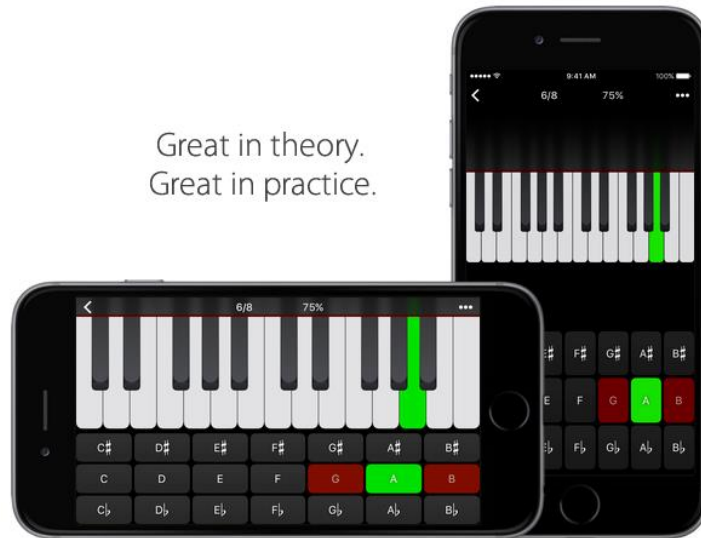 Great in theory.
Great in practice.
9:41 AM 100%
6/8 75%
F♯ G♯ A♯ B♯
E F G A B
E♭ F♭ G♭ A♭ B♭
6/8 75%
C♯ D♯ E♯ F♯ G♯ A♯ B♯
C D E F G A B
C♭ D♭ E♭ F♭ G♭ A♭ B♭